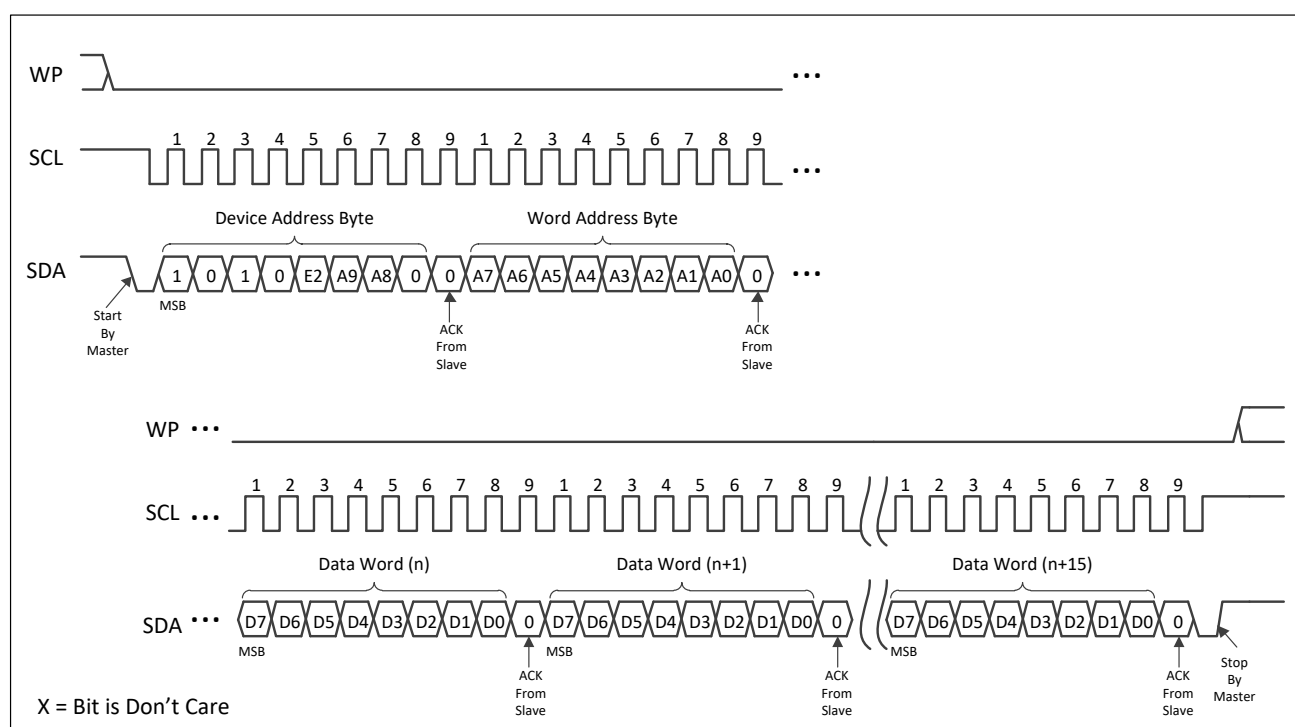 WP ...
1 2 3 4 5 6 7 8 9 1 2 3 4 5 6 7 8 9
SCL ...
Device Address Byte Word Address Byte
SDA 1 0 1 0 E2 A9 A8 0 0 A7 A6 A5 A4 A3 A2 A1 A0 0 ...
MSB
Start
By
Master
ACK
From
Slave
ACK
From
Slave
WP ...
1 2 3 4 5 6 7 8 9 1 2 3 4 5 6 7 8 9 1 2 3 4 5 6 7 8 9
SCL ...
Data Word (n) Data Word (n+1) Data Word (n+15)
SDA ... D7 D6 D5 D4 D3 D2 D1 D0 0 D7 D6 D5 D4 D3 D2 D1 D0 0 D7 D6 D5 D4 D3 D2 D1 D0 0
MSB MSB MSB
ACK
From
Slave
ACK
From
Slave
ACK
From
Slave
Stop
By
Master
X = Bit is Don’t Care